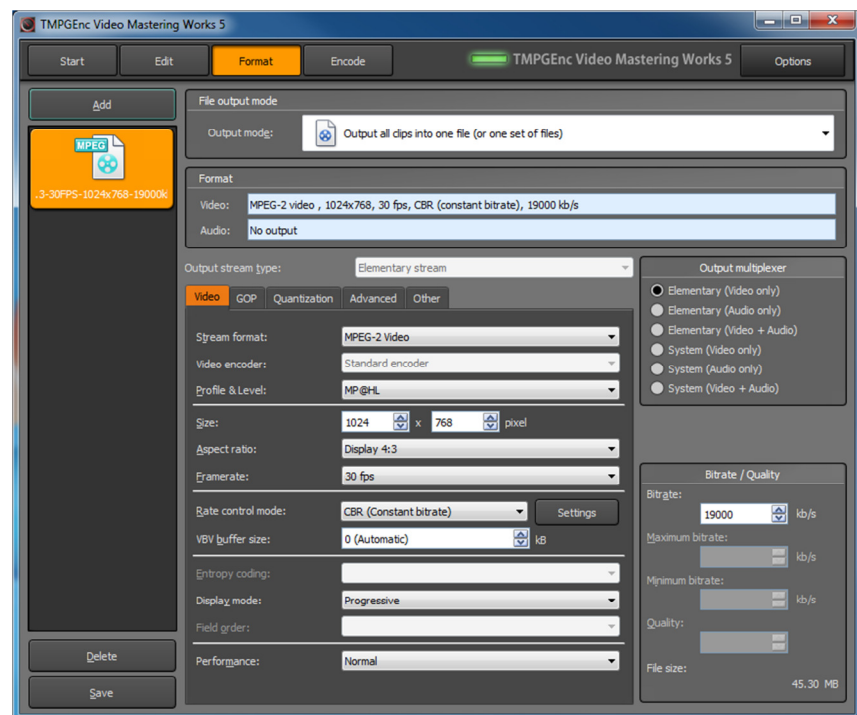 TMPGEnc Video Mastering Works 5
Start Edit Format Encode TMPGEnc Video Mastering Works 5 Options
Add
MPEG
.3-30FPS-1024x768-19000k
File output mode
Output mode: Output all clips into one file (or one set of files)
Format
Video: MPEG-2 video , 1024x768, 30 fps, CBR (constant bitrate), 19000 kb/s
Audio: No output
Output stream type: Elementary stream
Video GOP Quantization Advanced Other
Stream format: MPEG-2 Video
Video encoder: Standard encoder
Profile & Level: MP@HL
Size: 1024 x 768 pixel
Aspect ratio: Display 4:3
Framerate: 30 fps
Rate control mode: CBR (Constant bitrate) Settings
VBV buffer size: 0 (Automatic) kB
Entropy coding:
Display mode: Progressive
Field order:
Performance: Normal
Output multiplexer
Elementary (Video only)
Elementary (Audio only)
Elementary (Video + Audio)
System (Video only)
System (Audio only)
System (Video + Audio)
Bitrate / Quality
Bitrate:
19000 kb/s
Maximum bitrate:
kb/s
Minimum bitrate:
kb/s
Quality:
File size:
45.30 MB
Delete
Save